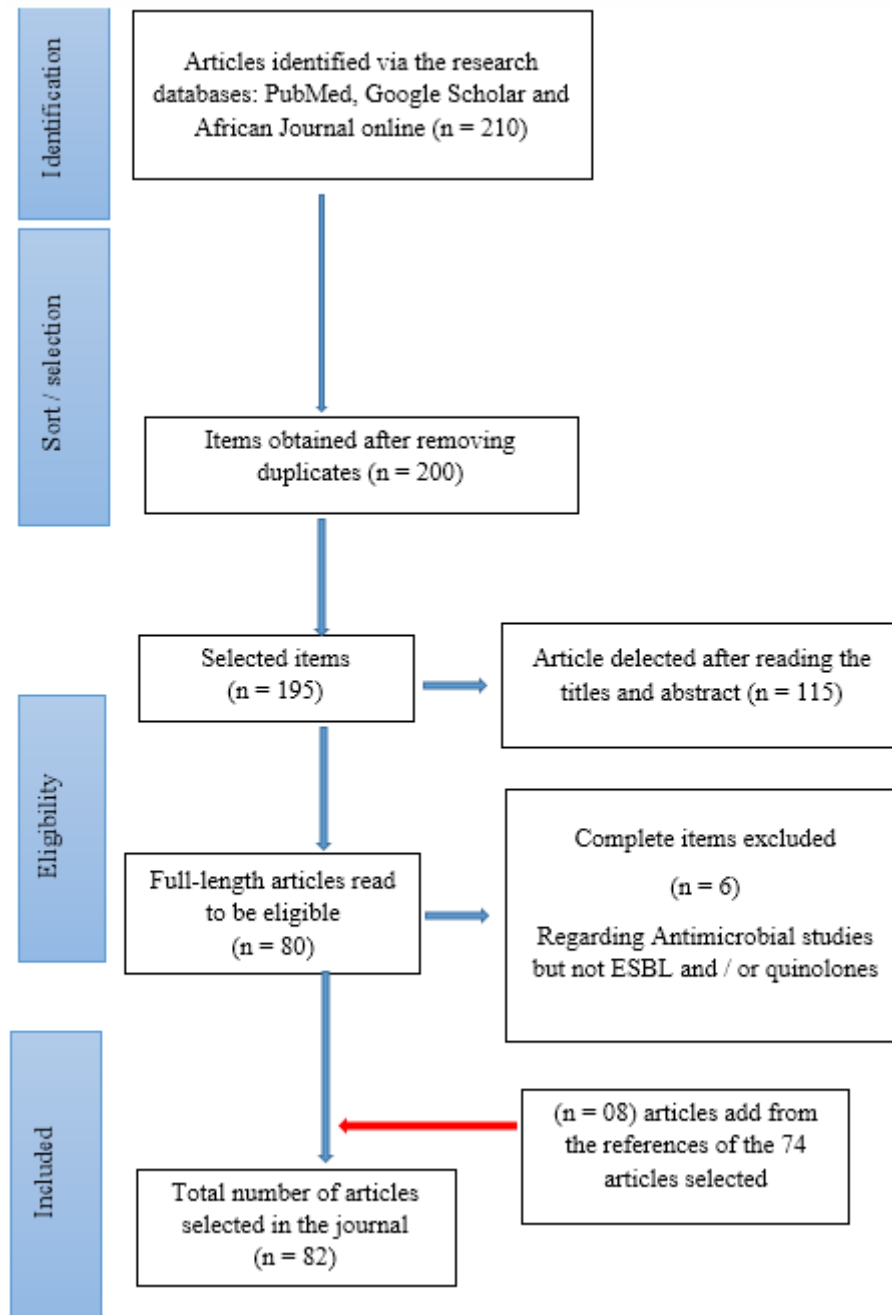 Identification
Articles identified via the research
databases: PubMed, Google Scholar and
African Journal online (n = 210)
Sort / selection
Items obtained after removing
duplicates (n = 200)
Selected items
(n = 195)
Article delected after reading the
titles and abstract (n = 115)
Eligibility
Full-length articles read
to be eligible
(n = 80)
Complete items excluded
(n = 6)
Regarding Antimicrobial studies
but not ESBL and / or quinolones
Included
(n = 08) articles add from
the references of the 74
articles selected
Total number of articles
selected in the journal
(n = 82)